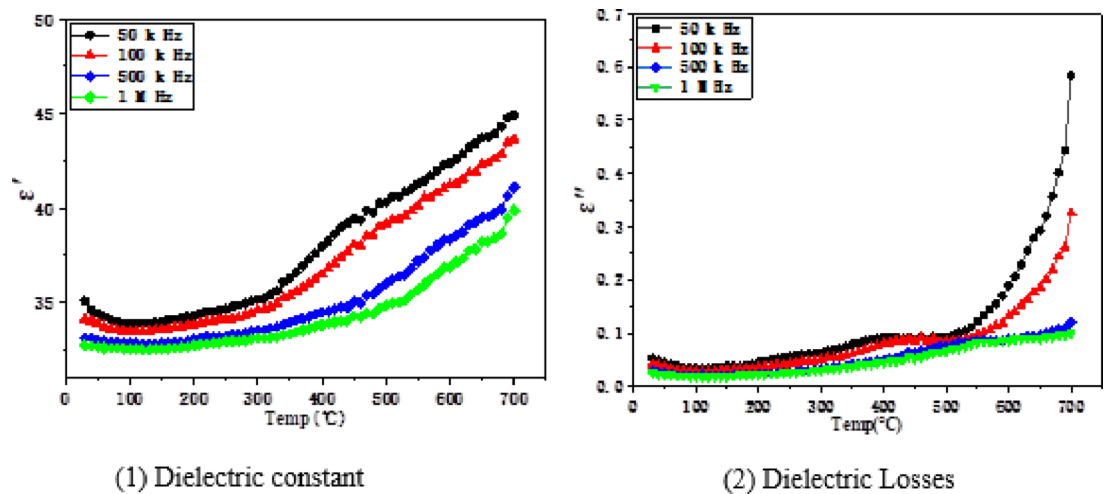 50
45
40
35
ε′
50 k Hz
100 k Hz
500 k Hz
1 M Hz
0 100 200 300 400 500 600 700
Temp(℃)
(1) Dielectric constant
0.7
0.6
0.5
0.4
0.3
0.2
0.1
0.0
ε″
50 k Hz
100 k Hz
500 k Hz
1 M Hz
0 100 200 300 400 500 600 700
Temp(°C)
(2) Dielectric Losses